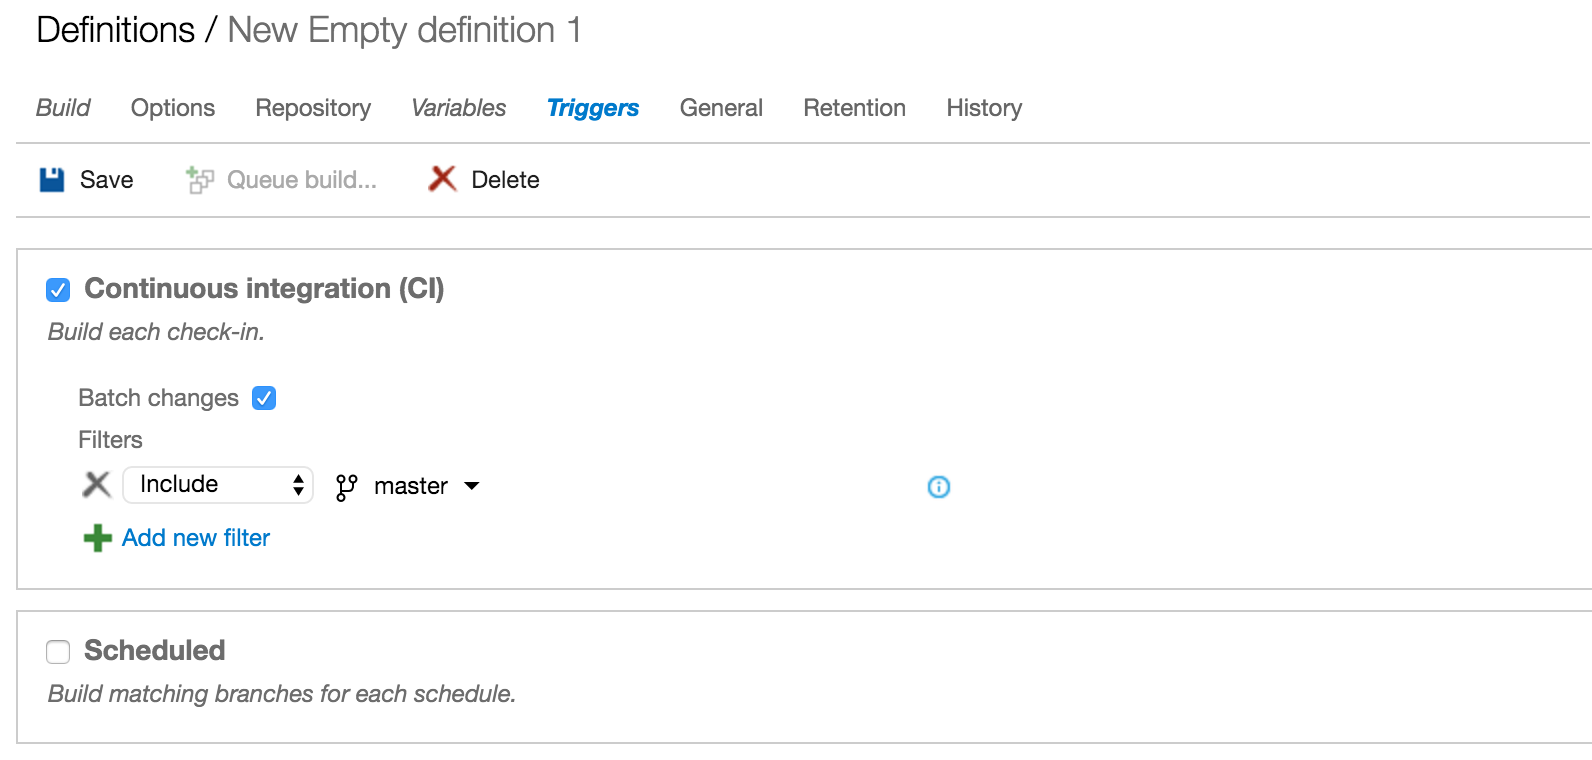 Definitions / New Empty definition 1
Build Options Repository Variables Triggers General Retention History
Save Queue build... Delete
Continuous integration (CI)
Build each check-in.
Batch changes
Filters
Include master
Add new filter
Scheduled
Build matching branches for each schedule.